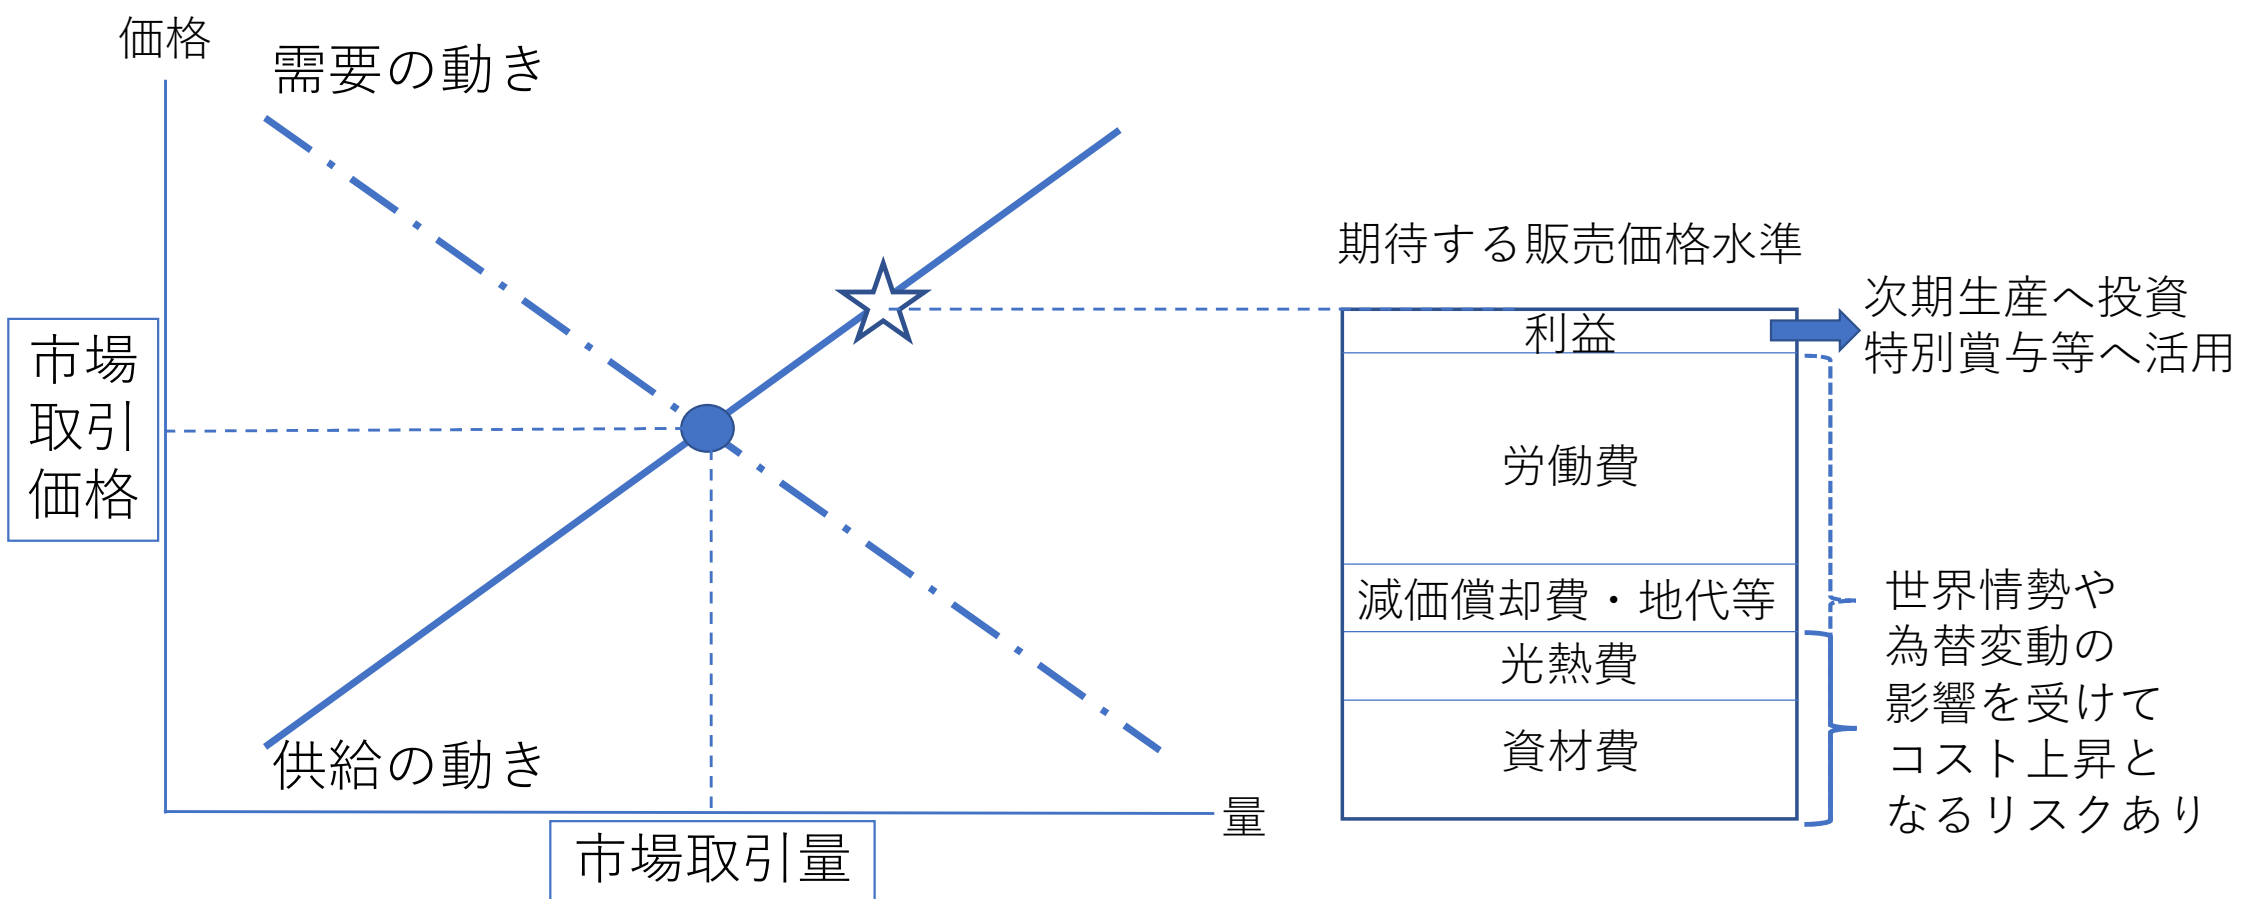 価格
需要の動き
市場
取引
価格
供給の動き
量
市場取引量
期待する販売価格水準
利益
労働費
減価償却費・地代等
光熱費
資材費
次期生産へ投資
特別賞与等へ活用
世界情勢や
為替変動の
影響を受けて
コスト上昇と
なるリスクあり